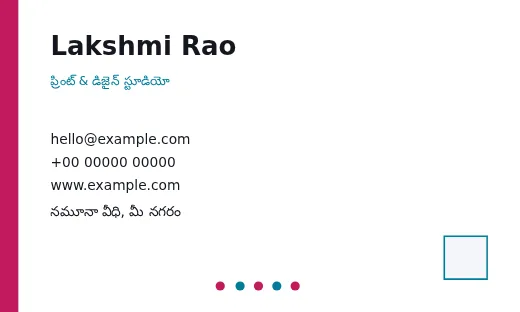 Lakshmi Rao
ప్రింట్ & డిజైన్ స్టూడియో
hello@example.com
+00 00000 00000
www.example.com
నమూనా వీధి, మీ నగరం